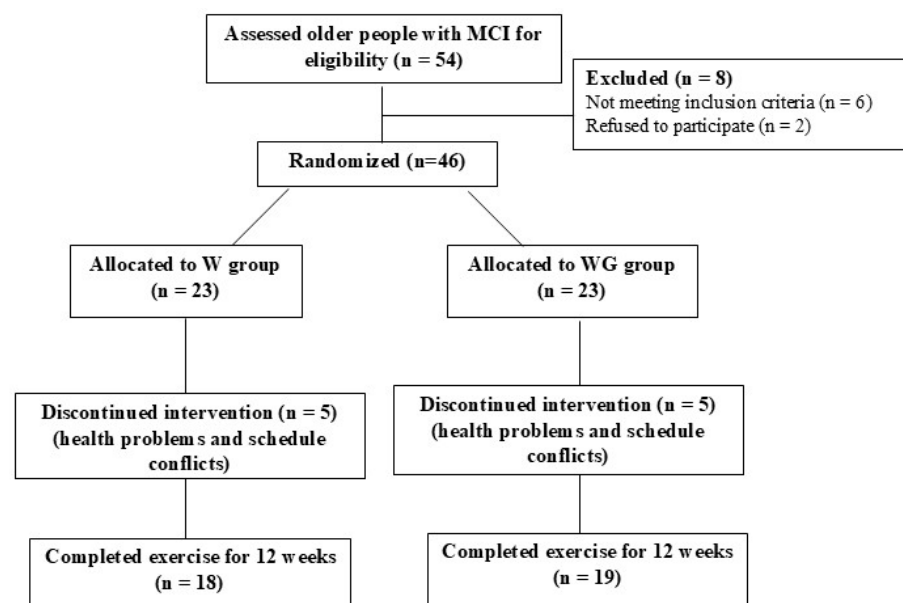 Assessed older people with MCI for
eligibility (n = 54)
Excluded (n = 8)
Not meeting inclusion criteria (n = 6)
Refused to participate (n = 2)
Randomized (n=46)
Allocated to W group
(n = 23)
Allocated to WG group
(n = 23)
Discontinued intervention (n = 5)
(health problems and schedule
conflicts)
Discontinued intervention (n = 5)
(health problems and schedule
conflicts)
Completed exercise for 12 weeks
(n = 18)
Completed exercise for 12 weeks
(n = 19)